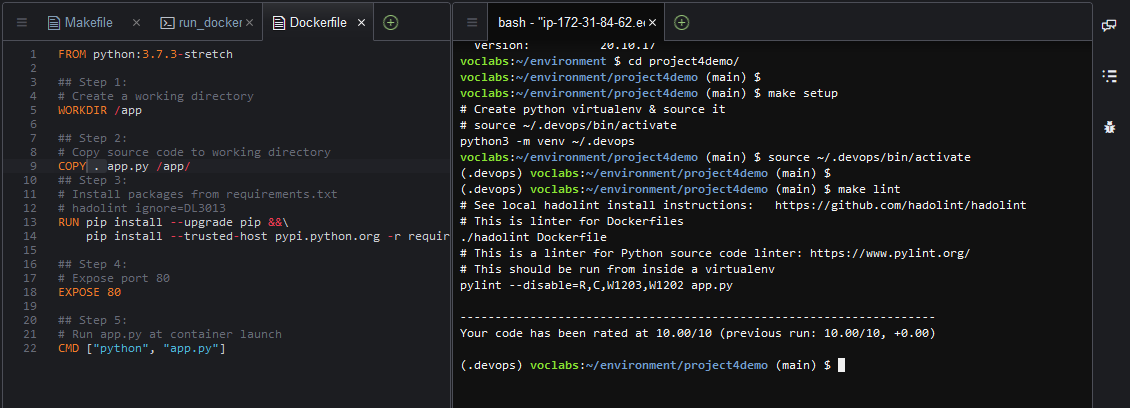 Makefile
run_docker
Dockerfile
bash - "ip-172-31-84-62.e
1 FROM python:3.7.3-stretch
2
3 ## Step 1:
4 # Create a working directory
5 WORKDIR /app
6
7 ## Step 2:
8 # Copy source code to working directory
9 COPY . app.py /app/
10 ## Step 3:
11 # Install packages from requirements.txt
12 # hadolint ignore=DL3013
13 RUN pip install --upgrade pip &&\
14 pip install --trusted-host pypi.python.org -r requir
15
16 ## Step 4:
17 # Expose port 80
18 EXPOSE 80
19
20 ## Step 5:
21 # Run app.py at container launch
22 CMD ["python", "app.py"]
Version: 20.10.17
voclabs:~/environment $ cd project4demo/
voclabs:~/environment/project4demo (main) $
voclabs:~/environment/project4demo (main) $ make setup
# Create python virtualenv & source it
# source ~/.devops/bin/activate
python3 -m venv ~/.devops
voclabs:~/environment/project4demo (main) $ source ~/.devops/bin/activate
(.devops) voclabs:~/environment/project4demo (main) $
(.devops) voclabs:~/environment/project4demo (main) $ make lint
# See local hadolint install instructions: https://github.com/hadolint/hadolint
# This is linter for Dockerfiles
./hadolint Dockerfile
# This is a linter for Python source code linter: https://www.pylint.org/
# This should be run from inside a virtualenv
pylint --disable=R,C,W1203,W1202 app.py
--------------------------------------------------------------------
Your code has been rated at 10.00/10 (previous run: 10.00/10, +0.00)
(.devops) voclabs:~/environment/project4demo (main) $